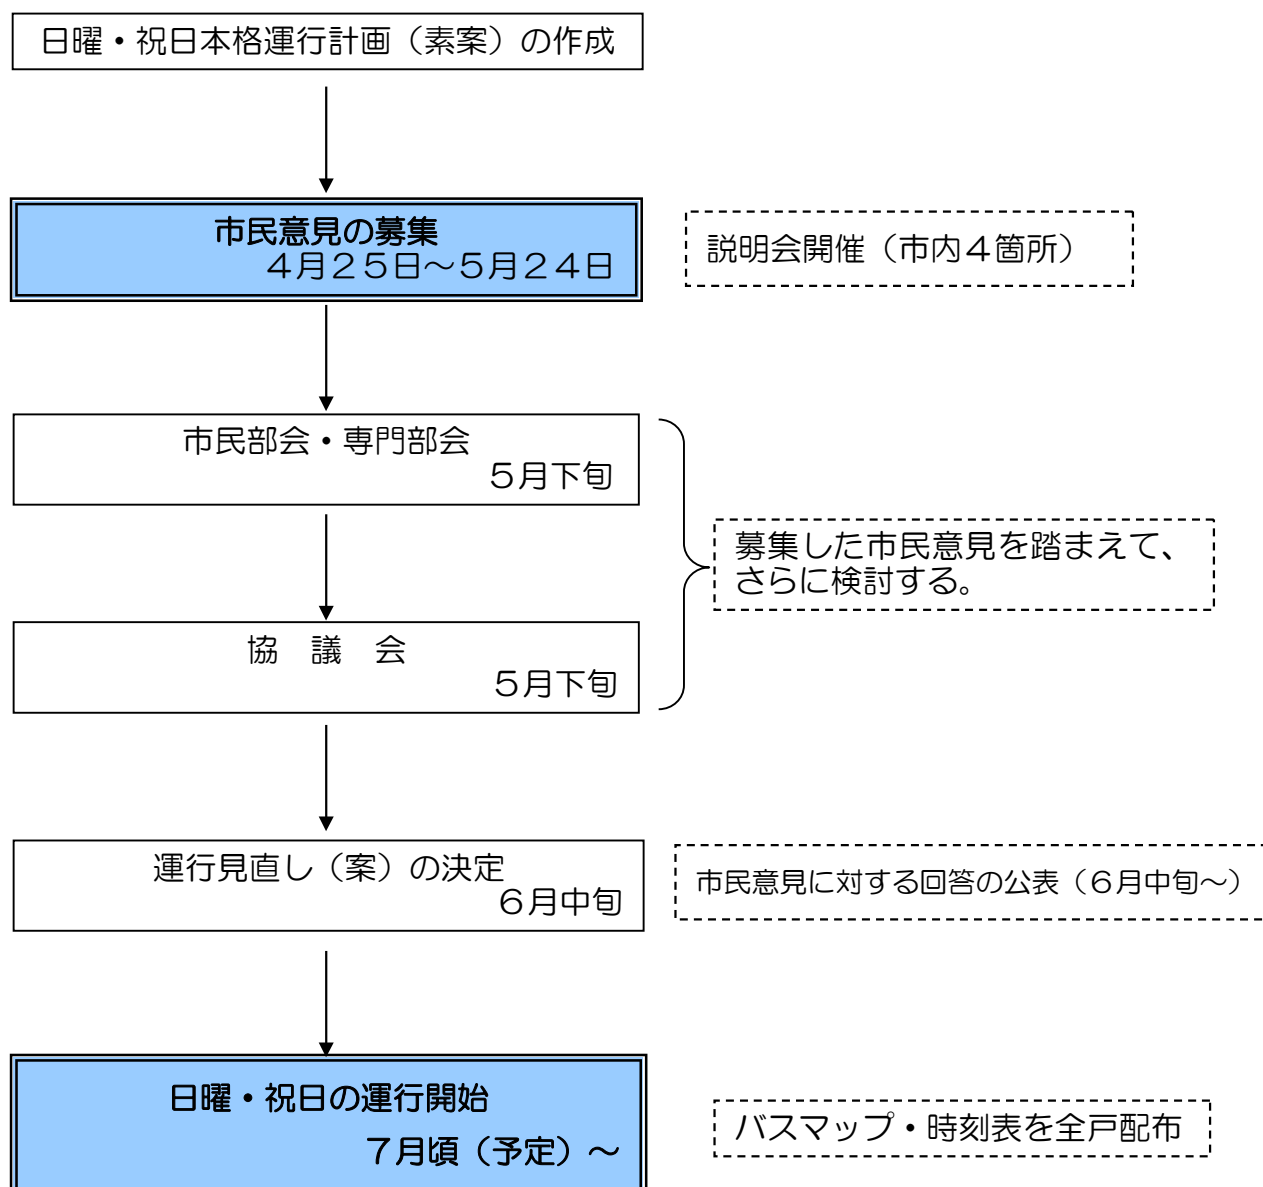 日曜・祝日本格運行計画（素案）の作成
市民意見の募集
４月２５日～５月２４日
説明会開催（市内４箇所）
市民部会・専門部会
５月下旬
協　議　会
５月下旬
募集した市民意見を踏まえて、
さらに検討する。
運行見直し（案）の決定
６月中旬
市民意見に対する回答の公表（６月中旬～）
日曜・祝日の運行開始
７月頃（予定）～
バスマップ・時刻表を全戸配布